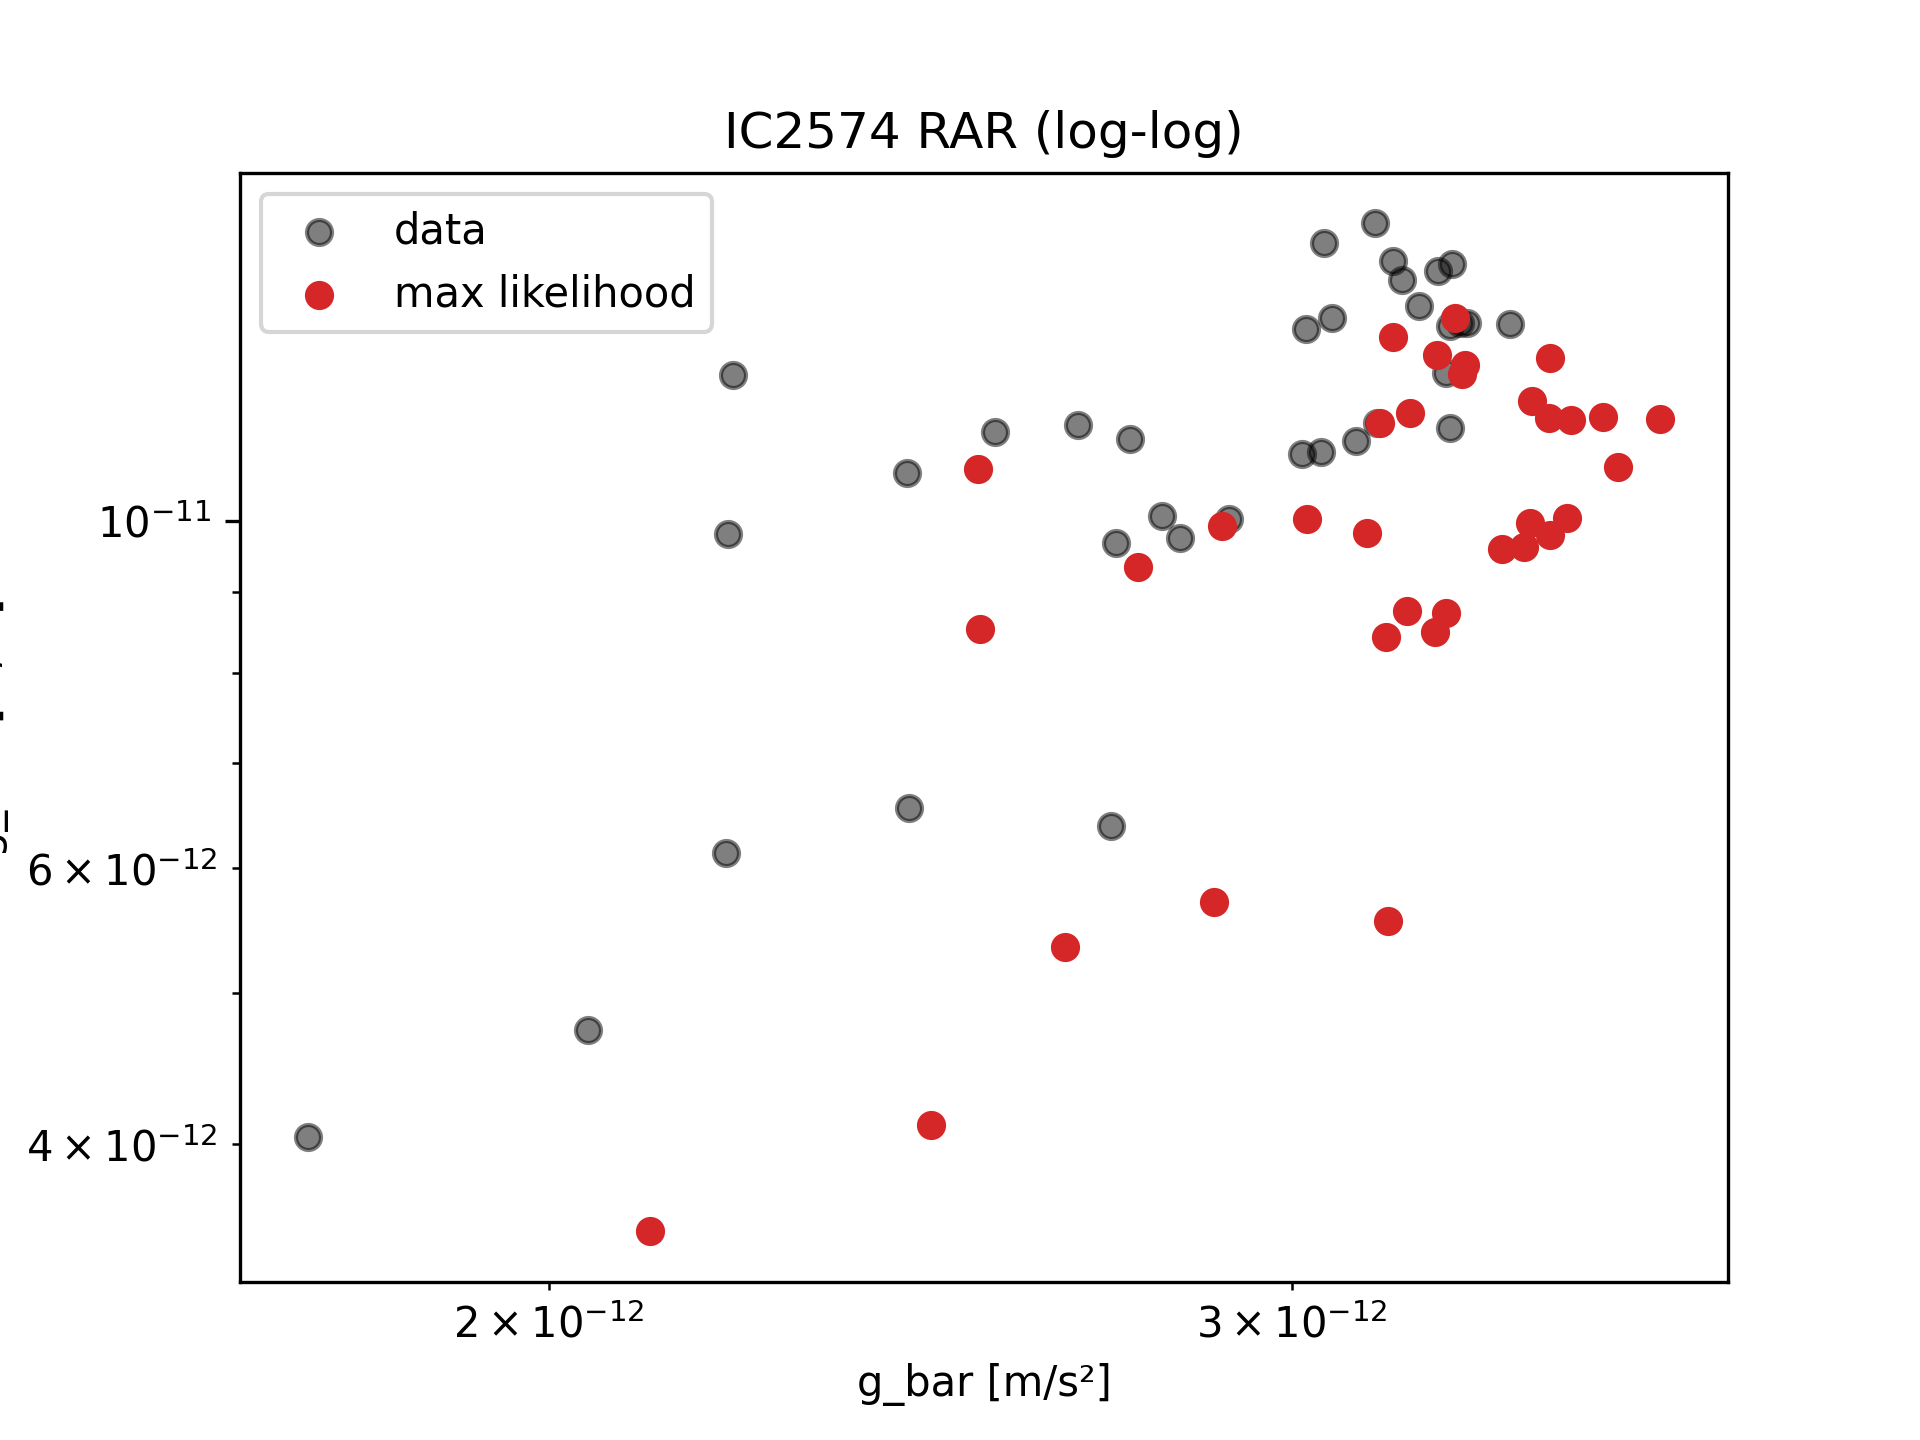 IC2574 RAR (log-log)
data
max likelihood
10⁻¹¹
6 × 10⁻¹²
4 × 10⁻¹²
2 × 10⁻¹²
3 × 10⁻¹²
g_bar [m/s²]